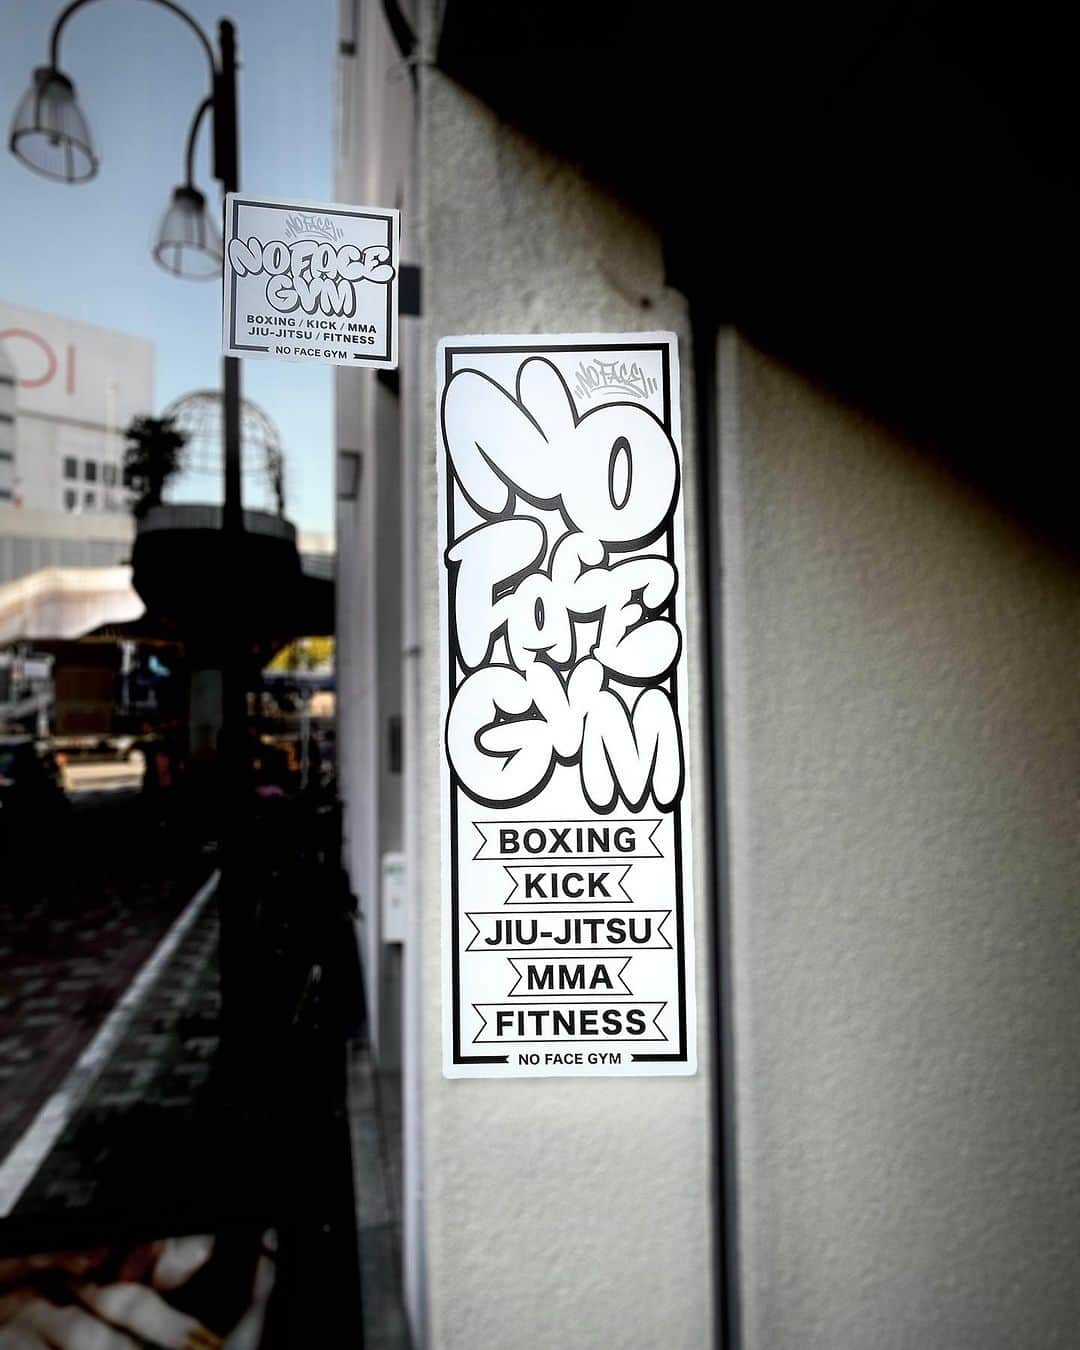 NO FACE
NO FACE
GYM
BOXING / KICK / MMA
JIU-JITSU / FITNESS
NO FACE GYM
NO FACE
NO
FACE
GYM
BOXING
KICK
JIU-JITSU
MMA
FITNESS
NO FACE GYM
OI